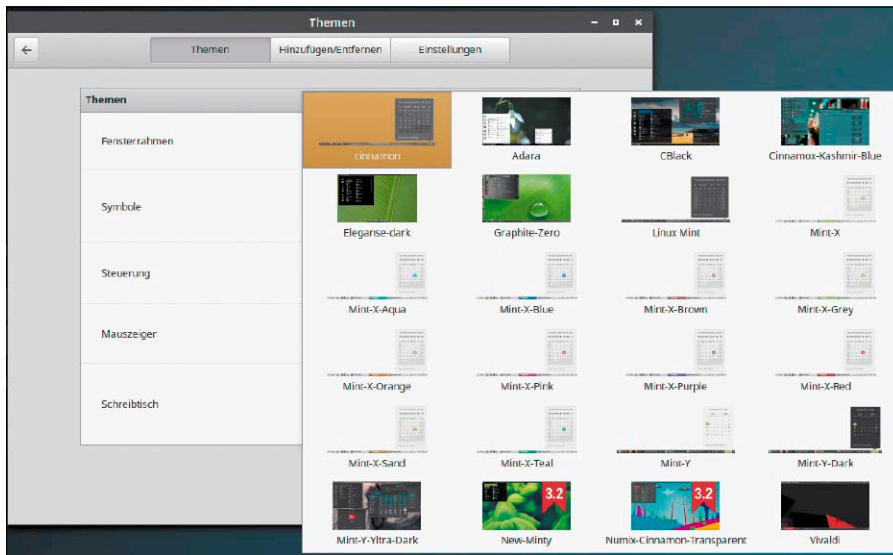 Themen
Themen Hinzufügen/Entfernen Einstellungen
Themen
Fensterrahmen
Symbole
Steuerung
Mauszeiger
Schreibtisch
cinnamon Adara CBlack Cinnamox-Kashmir-Blue
Eleganse-dark Graphite-Zero Linux Mint Mint-X
Mint-X-Aqua Mint-X-Blue Mint-X-Brown Mint-X-Grey
Mint-X-Orange Mint-X-Pink Mint-X-Purple Mint-X-Red
Mint-X-Sand Mint-X-Teal Mint-Y Mint-Y-Dark
3.2 3.2
Mint-Y-Yltra-Dark New-Minty Numix-Cinnamon-Transparent Vivaldi